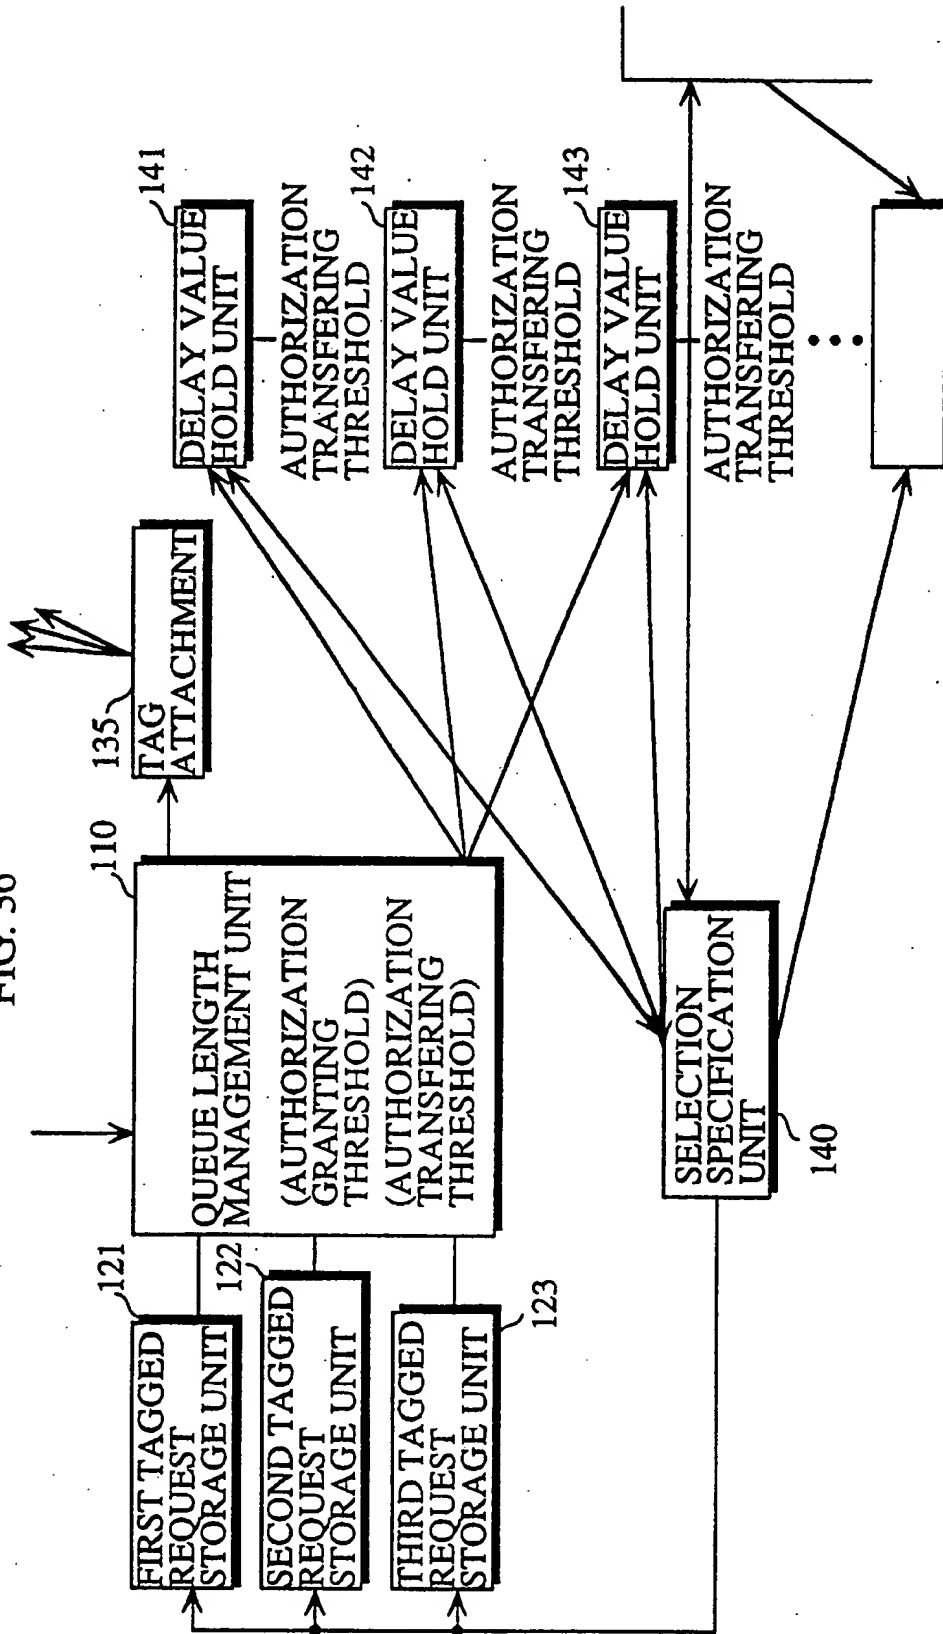 FIG. 36
110
QUEUE LENGTH
MANAGEMENT UNIT
(AUTHORIZATION
GRANTING
THRESHOLD)
(AUTHORIZATION
TRANSFERING
THRESHOLD)
121
FIRST TAGGED
REQUEST
STORAGE UNIT
122
SECOND TAGGED
REQUEST
STORAGE UNIT
123
THIRD TAGGED
REQUEST
STORAGE UNIT
135
TAG
ATTACHMENT
141
DELAY VALUE
HOLD UNIT
AUTHORIZATION
TRANSFERING
THRESHOLD
142
DELAY VALUE
HOLD UNIT
AUTHORIZATION
TRANSFERING
THRESHOLD
143
DELAY VALUE
HOLD UNIT
AUTHORIZATION
TRANSFERING
THRESHOLD
SELECTION
SPECIFICATION
UNIT
140